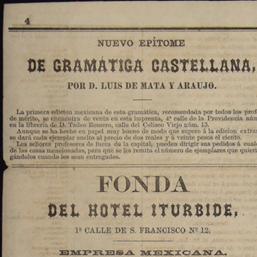 4
NUEVO EPÍTOME
DE GRAMÁTICA CASTELLANA,
POR D. LUIS DE MATA Y ARAUJO.
La primera edicion mexicana de esta gramática, recomendada por todos los
de mérito, se encuentra de venta en esta imprenta, 4ª calle de la Providencia
en la librería de D. Tadeo Romero, calle del Coliseo Viejo núm. 13.
Aunque se ha hecho en papel muy bueno de modo que supere á la edicion
se dará cada ejemplar suelto al precio de dos reales y á veinte pesos el ciento.
Los señores profesores de fuera de la capital, pueden dirigir sus pedidos á
de las casas mencionadas, para que se les remita el número de ejemplares que
gándolos cuando les sean entregados.
FONDA
DEL HOTEL ITURBIDE,
1ª CALLE DE S. FRANCISCO Nº 12.
EMPRESA MEXICANA.